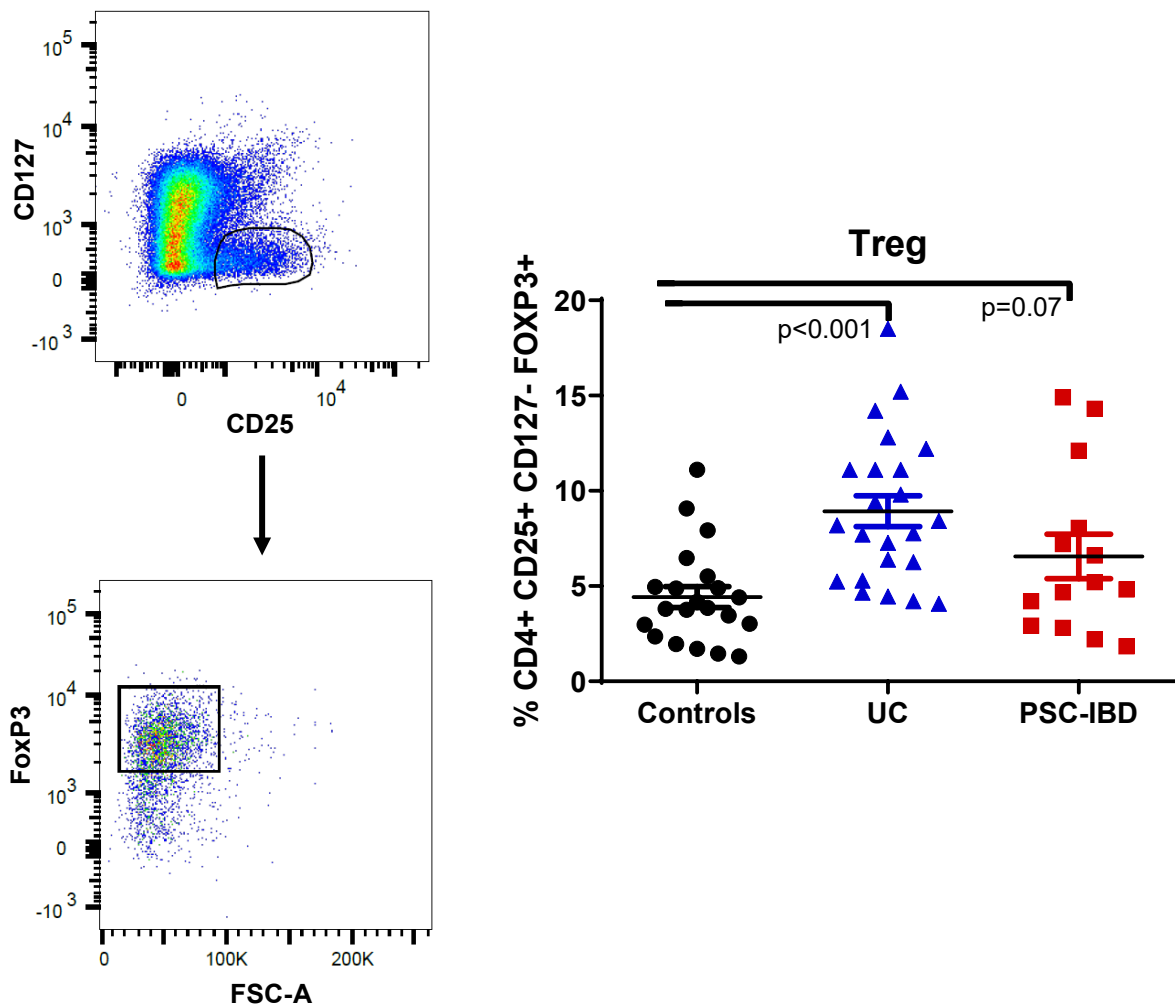 10^5
10^4
10^3
0
-10^3
CD127
0
10^4
CD25
10^5
10^4
10^3
0
-10^3
FoxP3
0
100K
200K
FSC-A
Treg
p<0.001
p=0.07
% CD4+ CD25+ CD127- FOXP3+
20
15
10
5
0
Controls
UC
PSC-IBD